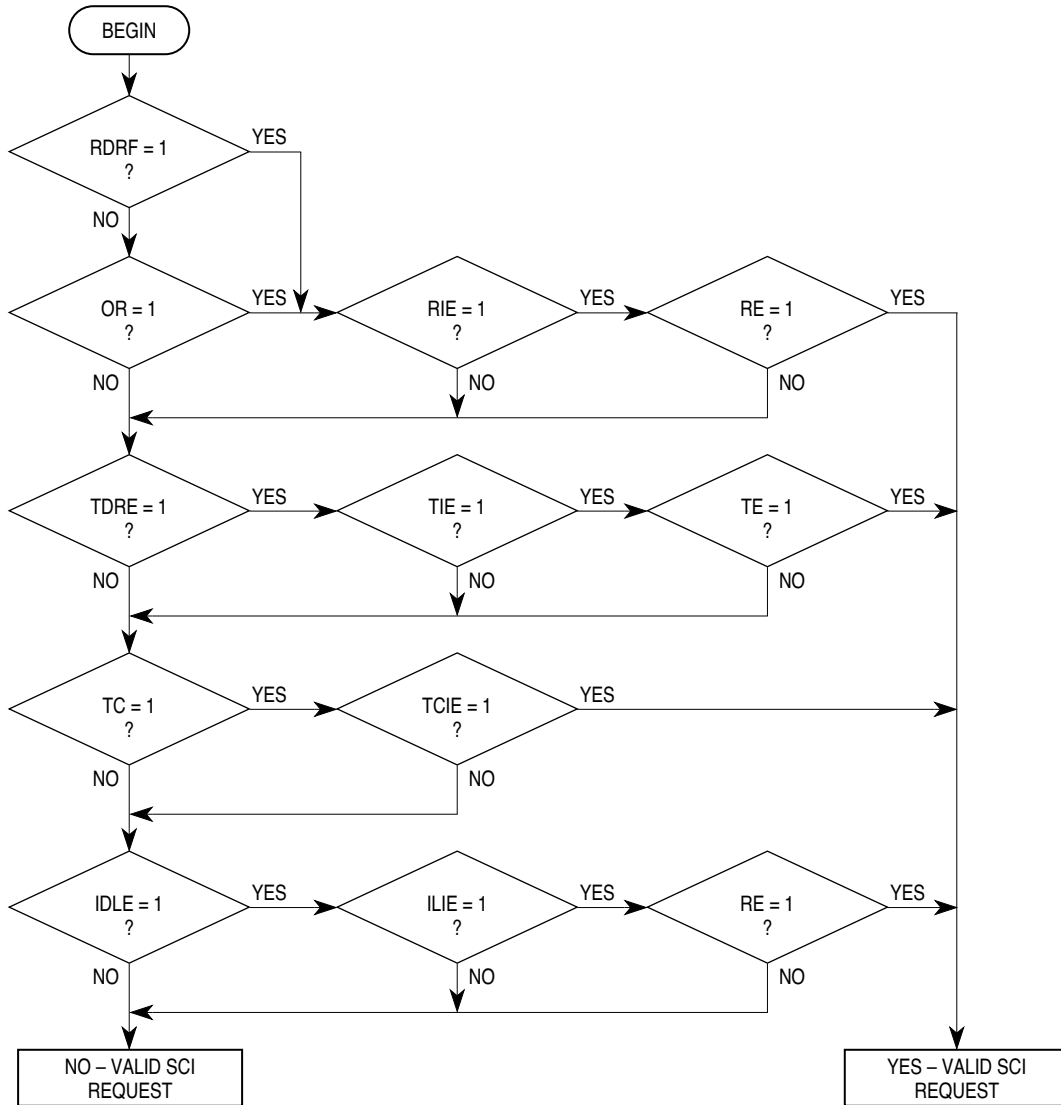 BEGIN
RDRF = 1
?
YES
NO
OR = 1
?
YES
NO
RIE = 1
?
YES
NO
RE = 1
?
YES
NO
TDRE = 1
?
YES
NO
TIE = 1
?
YES
NO
TE = 1
?
YES
NO
TC = 1
?
YES
NO
TCIE = 1
?
YES
NO
IDLE = 1
?
YES
NO
ILIE = 1
?
YES
NO
RE = 1
?
YES
NO
NO – VALID SCI
REQUEST
YES – VALID SCI
REQUEST